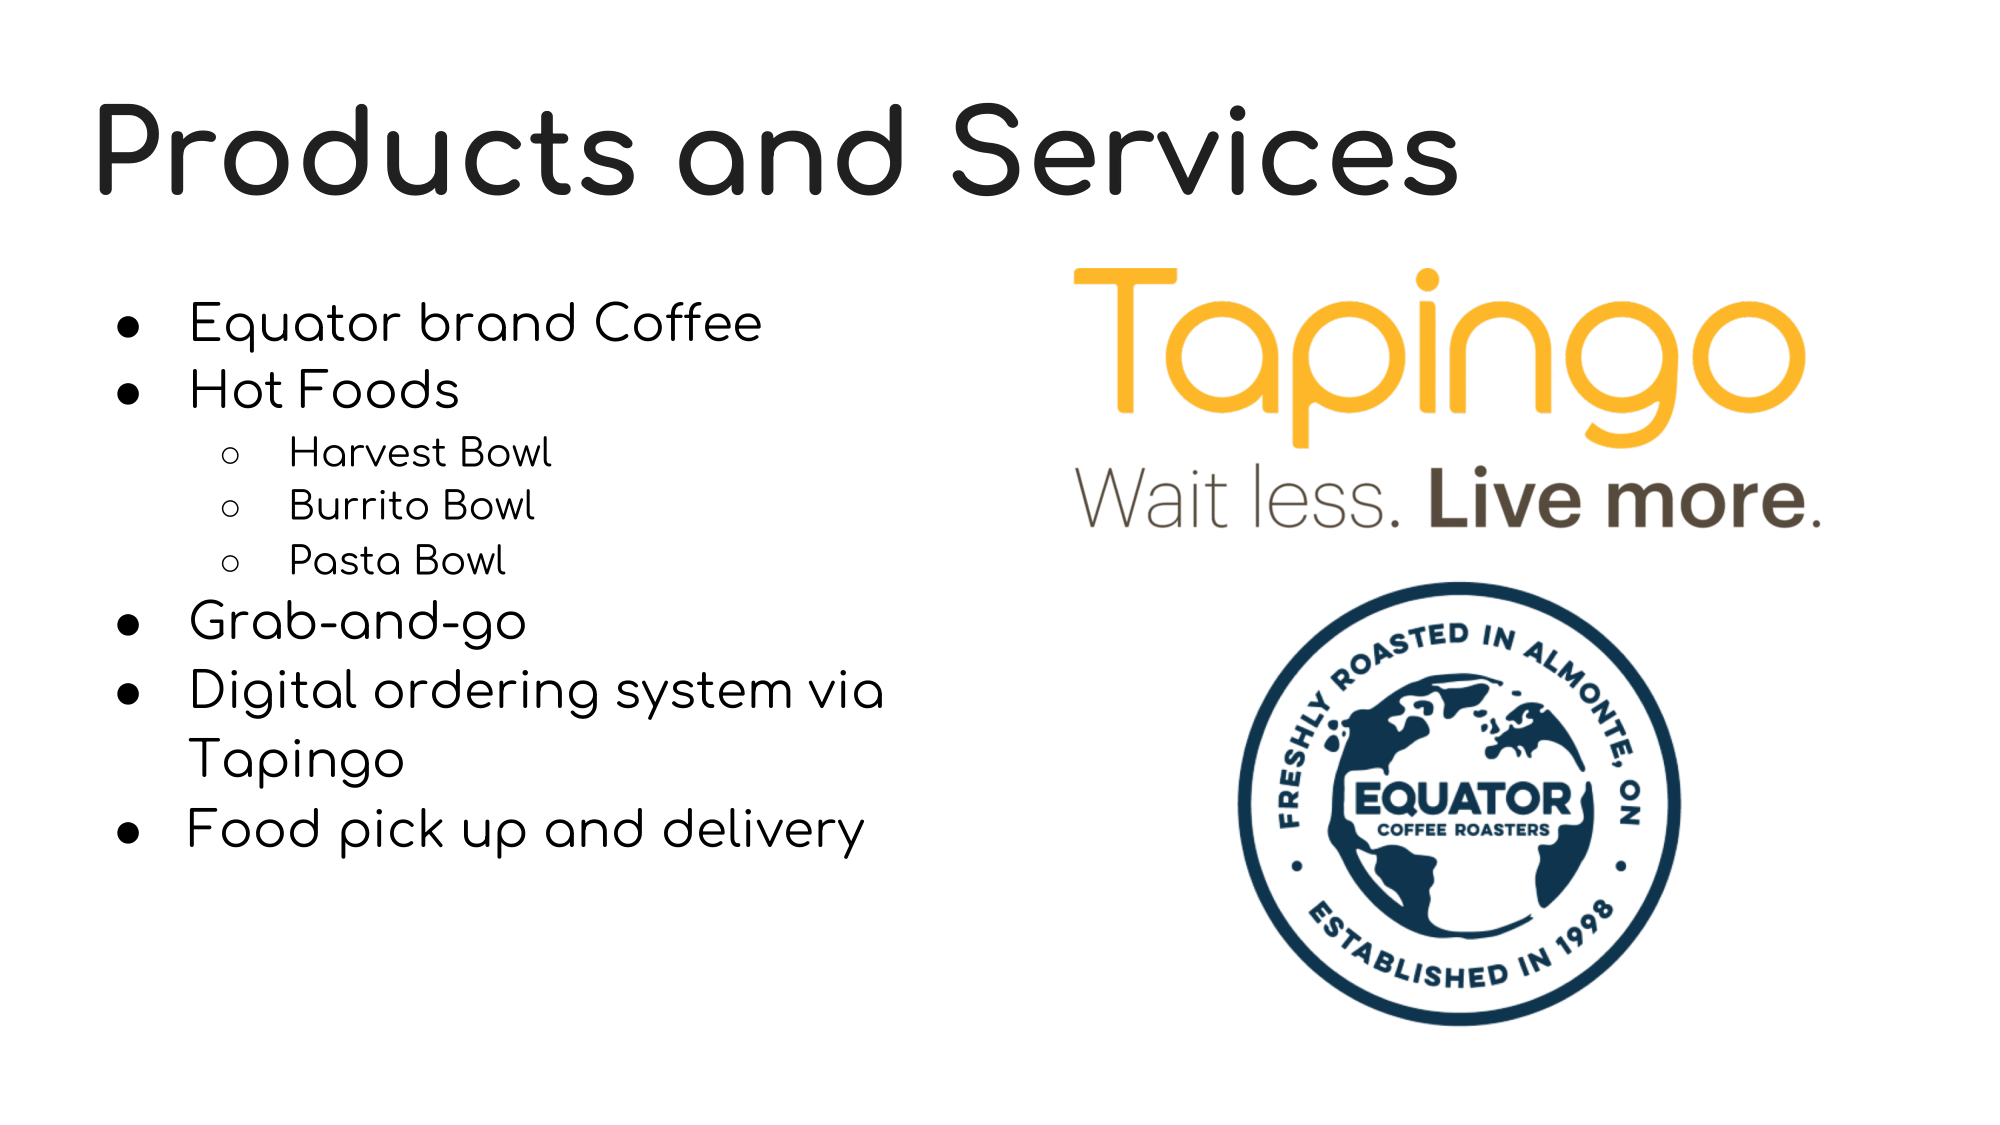 Products and Services
● Equator brand Coffee
● Hot Foods
○ Harvest Bowl
○ Burrito Bowl
○ Pasta Bowl
● Grab-and-go
● Digital ordering system via
Tapingo
● Food pick up and delivery
Tapingo
Wait less. Live more.
FRESHLY ROASTED IN ALMONTE, ON
EQUATOR
COFFEE ROASTERS
• ESTABLISHED IN 1998 •